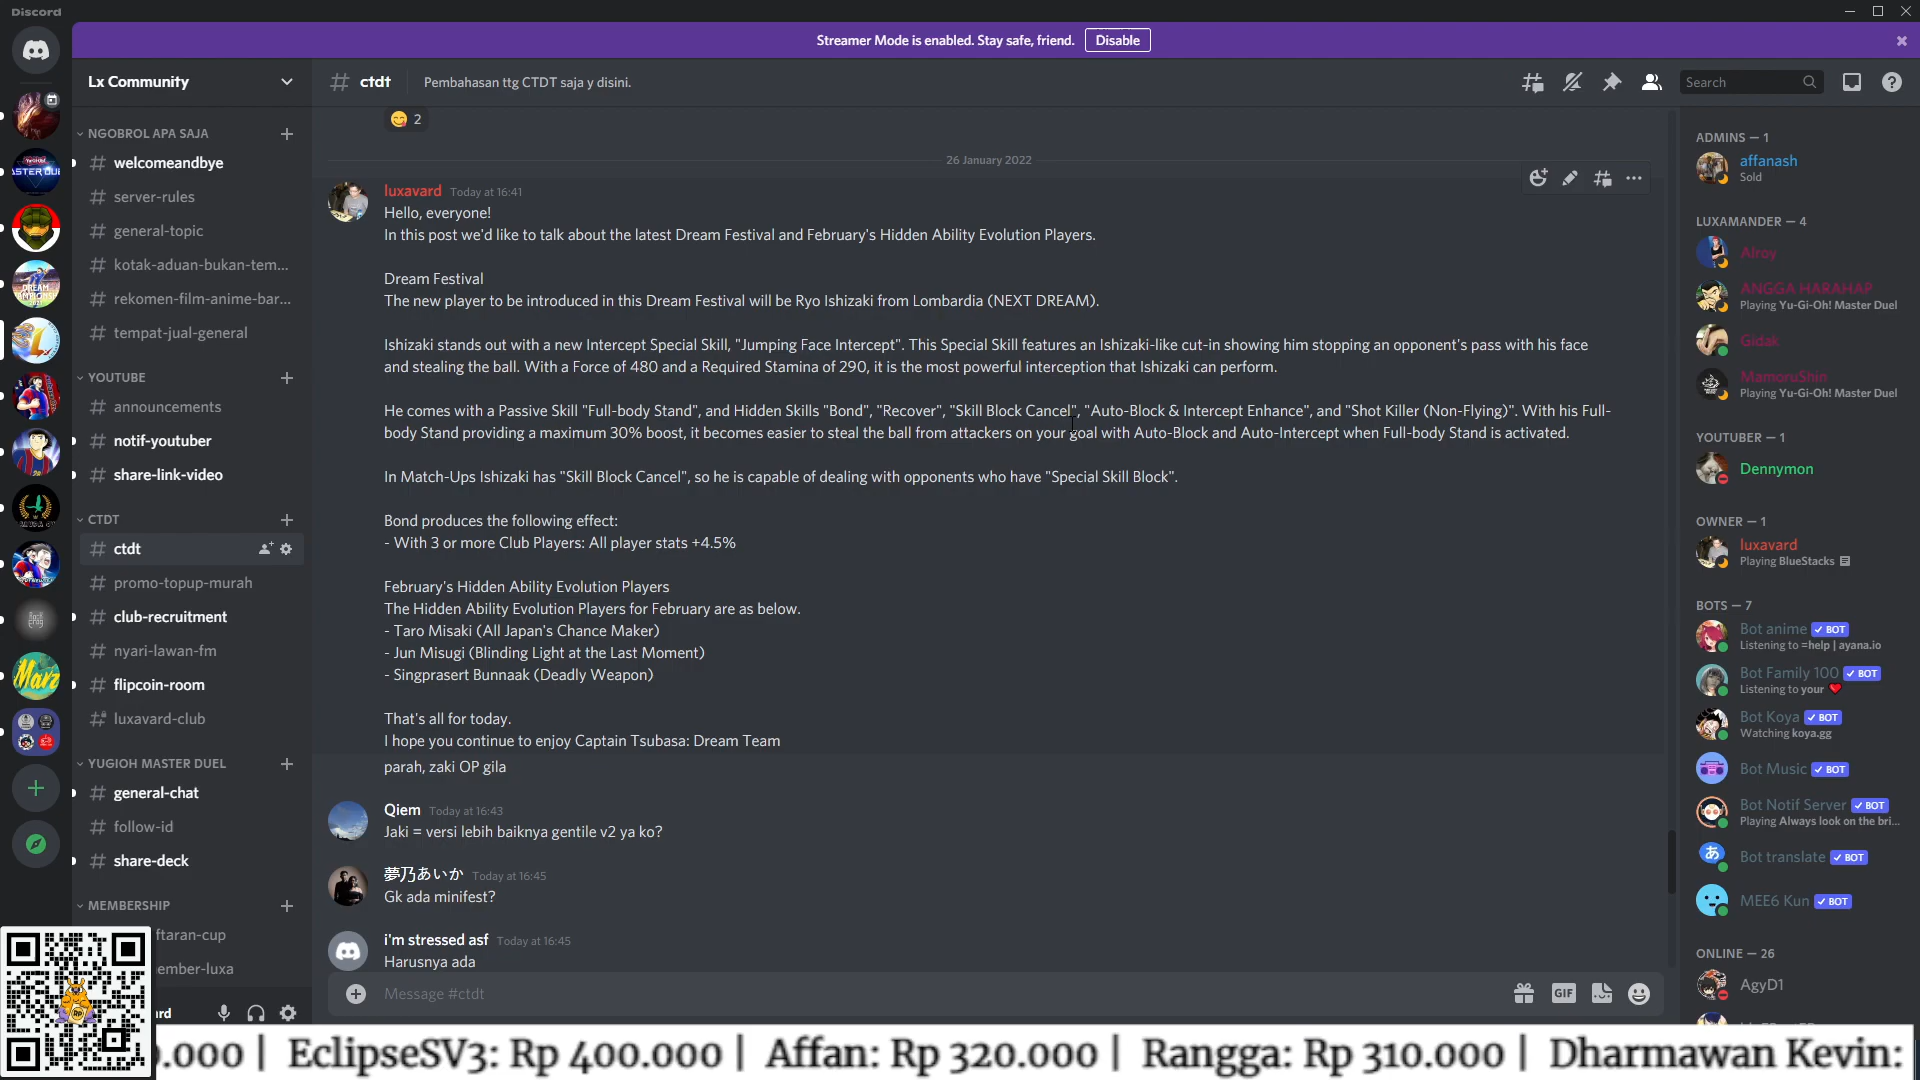 Discord
Streamer Mode is enabled. Stay safe, friend. Disable
Lx Community
NGOBROL APA SAJA
welcomeandbye
server-rules
general-topic
kotak-aduan-bukan-tem...
rekomen-film-anime-bar...
tempat-jual-general
YOUTUBE
announcements
notif-youtuber
share-link-video
CTDT
ctdt
promo-topup-murah
club-recruitment
nyari-lawan-fm
flipcoin-room
luxavard-club
YUGIOH MASTER DUEL
general-chat
follow-id
share-deck
MEMBERSHIP
ftaran-cup
ember-luxa
rd
ctdt Pembahasan ttg CTDT saja y disini.
Search
2
26 January 2022
luxavard Today at 16:41
Hello, everyone!
In this post we'd like to talk about the latest Dream Festival and February's Hidden Ability Evolution Players.
Dream Festival
The new player to be introduced in this Dream Festival will be Ryo Ishizaki from Lombardia (NEXT DREAM).
Ishizaki stands out with a new Intercept Special Skill, "Jumping Face Intercept". This Special Skill features an Ishizaki-like cut-in showing him stopping an opponent's pass with his face
and stealing the ball. With a Force of 480 and a Required Stamina of 290, it is the most powerful interception that Ishizaki can perform.
He comes with a Passive Skill "Full-body Stand", and Hidden Skills "Bond", "Recover", "Skill Block Cancel", "Auto-Block & Intercept Enhance", and "Shot Killer (Non-Flying)". With his Full-
body Stand providing a maximum 30% boost, it becomes easier to steal the ball from attackers on your goal with Auto-Block and Auto-Intercept when Full-body Stand is activated.
In Match-Ups Ishizaki has "Skill Block Cancel", so he is capable of dealing with opponents who have "Special Skill Block".
Bond produces the following effect:
- With 3 or more Club Players: All player stats +4.5%
February's Hidden Ability Evolution Players
The Hidden Ability Evolution Players for February are as below.
- Taro Misaki (All Japan's Chance Maker)
- Jun Misugi (Blinding Light at the Last Moment)
- Singprasert Bunnaak (Deadly Weapon)
That's all for today.
I hope you continue to enjoy Captain Tsubasa: Dream Team
parah, zaki OP gila
Qiem Today at 16:43
Jaki = versi lebih baiknya gentile v2 ya ko?
夢乃あいか Today at 16:45
Gk ada minifest?
i'm stressed asf Today at 16:45
Harusnya ada
Message #ctdt
GIF
ADMINS — 1
affanash
Sold
LUXAMANDER — 4
Alroy
ANGGA HARAHAP
Playing Yu-Gi-Oh! Master Duel
Gidak
MamoruShin
Playing Yu-Gi-Oh! Master Duel
YOUTUBER — 1
Dennymon
OWNER — 1
luxavard
Playing BlueStacks
BOTS — 7
Bot anime BOT
Listening to =help | ayana.io
Bot Family 100 BOT
Listening to your
Bot Koya BOT
Watching koya.gg
Bot Music BOT
Bot Notif Server BOT
Playing Always look on the bri...
Bot translate BOT
MEE6 Kun BOT
ONLINE — 26
AgyD1
.000 | EclipseSV3: Rp 400.000 | Affan: Rp 320.000 | Rangga: Rp 310.000 | Dharmawan Kevin: